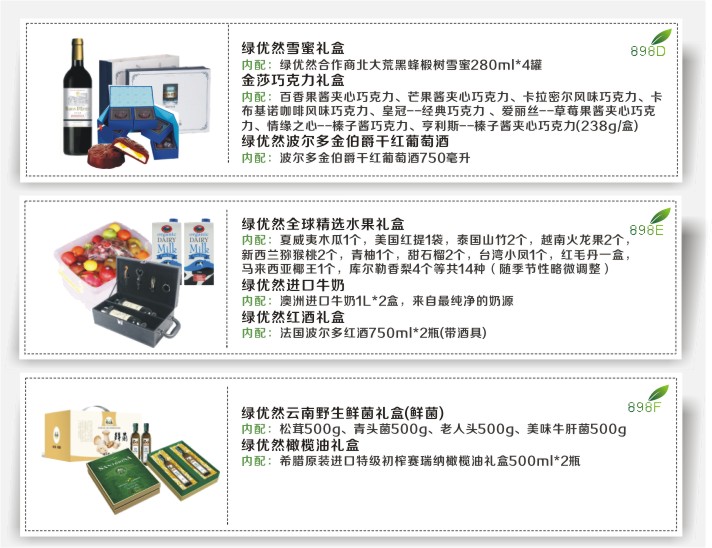 898D
绿优然雪蜜礼盒
内配：绿优然合作商北大荒黑蜂椴树雪蜜280ml*4罐
金莎巧克力礼盒
内配：百香果酱夹心巧克力、芒果酱夹心巧克力、卡拉密尔风味巧克力、卡
布基诺咖啡风味巧克力、皇冠--经典巧克力 、爱丽丝--草莓果酱夹心巧克
力、情缘之心--榛子酱巧克力、亨利斯--榛子酱夹心巧克力(238g/盒)
绿优然波尔多金伯爵干红葡萄酒
内配：波尔多金伯爵干红葡萄酒750毫升
898E
绿优然全球精选水果礼盒
内配：夏威夷木瓜1个，美国红提1袋，泰国山竹2个，越南火龙果2个，
新西兰猕猴桃2个，青柚1个，甜石榴2个，台湾小凤1个，红毛丹一盒，
马来西亚椰王1个，库尔勒香梨4个等共14种（随季节性略微调整）
绿优然进口牛奶
内配：澳洲进口牛奶1L*2盒，来自最纯净的奶源
绿优然红酒礼盒
内配：法国波尔多红酒750ml*2瓶(带酒具)
DAIRY
Milk
DAIRY
Milk
898F
绿优然云南野生鲜菌礼盒(鲜菌)
内配：松茸500g、青头菌500g、老人头500g、美味牛肝菌500g
绿优然橄榄油礼盒
内配：希腊原装进口特级初榨赛瑞纳橄榄油礼盒500ml*2瓶